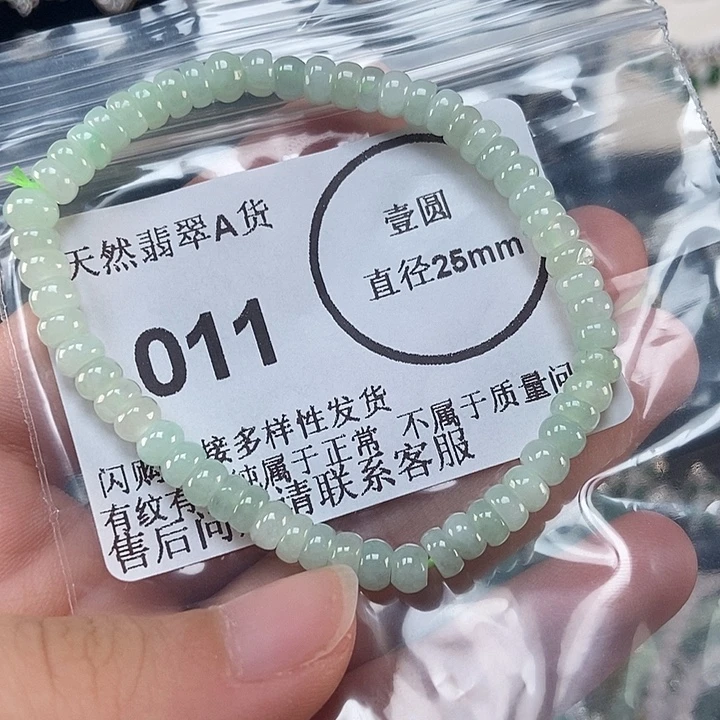 天然翡翠A货
壹圆
直径25mm
011
闪购 接多样性发货
有纹有 纯属于正常 不属于质量问
售后问 请联系客服